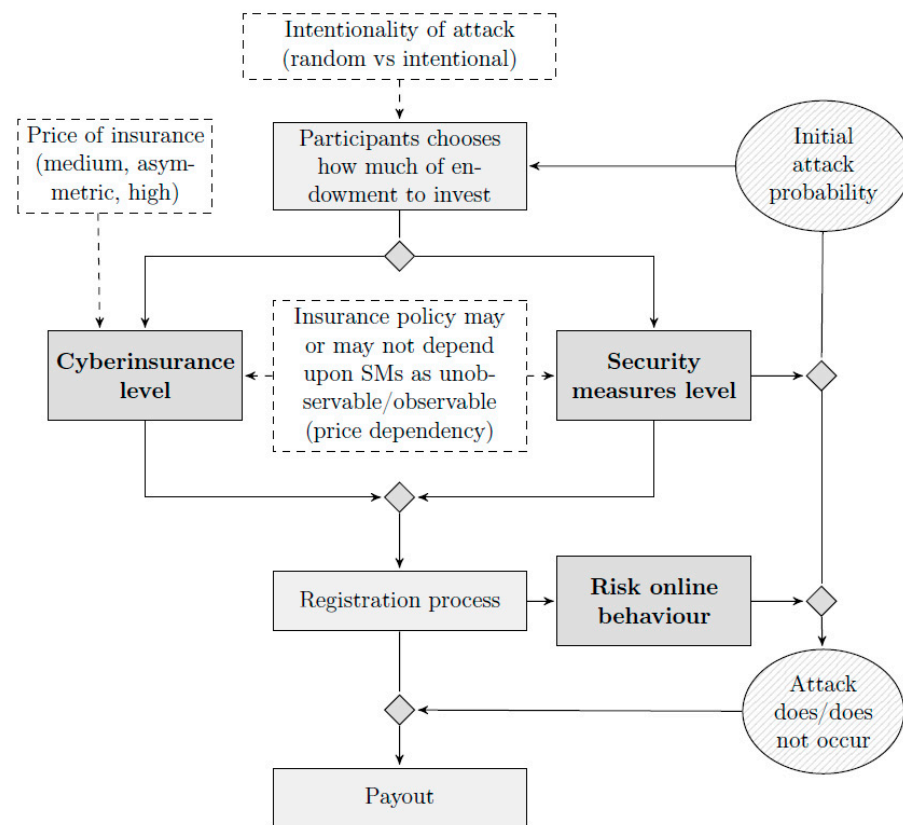 Intentionality of attack
(random vs intentional)
Price of insurance
(medium, asym-
metric, high)
Participants chooses
how much of en-
dowment to invest
Initial
attack
probability
Cyberinsurance
level
Insurance policy may
or may not depend
upon SMs as unob-
servable/observable
(price dependency)
Security
measures level
Registration process
Risk online
behaviour
Attack
does/does
not occur
Payout